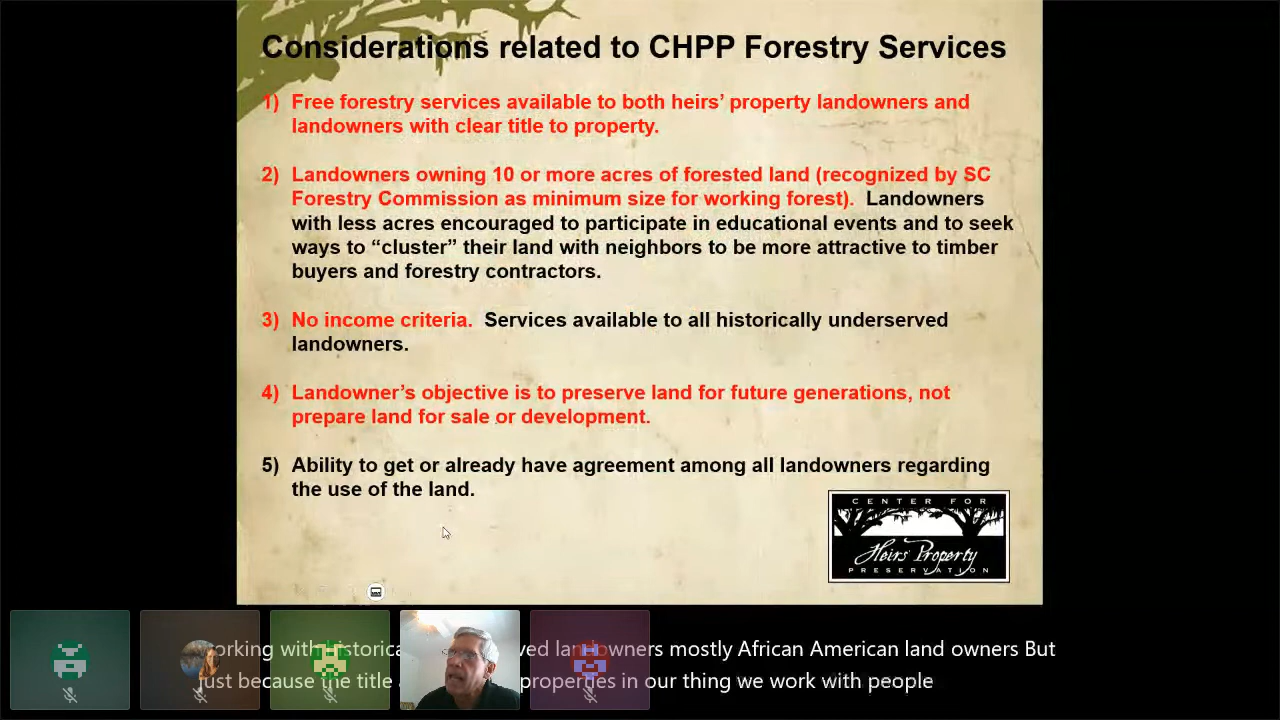 Considerations related to CHPP Forestry Services
1) Free forestry services available to both heirs’ property landowners and
landowners with clear title to property.
2) Landowners owning 10 or more acres of forested land (recognized by SC
Forestry Commission as minimum size for working forest). Landowners
with less acres encouraged to participate in educational events and to seek
ways to “cluster” their land with neighbors to be more attractive to timber
buyers and forestry contractors.
3) No income criteria. Services available to all historically underserved
landowners.
4) Landowner’s objective is to preserve land for future generations, not
prepare land for sale or development.
5) Ability to get or already have agreement among all landowners regarding
the use of the land.
CENTER FOR
Heirs' Property
PRESERVATION
with landowners mostly African American land owners But
just because the title properties in our thing we work with people